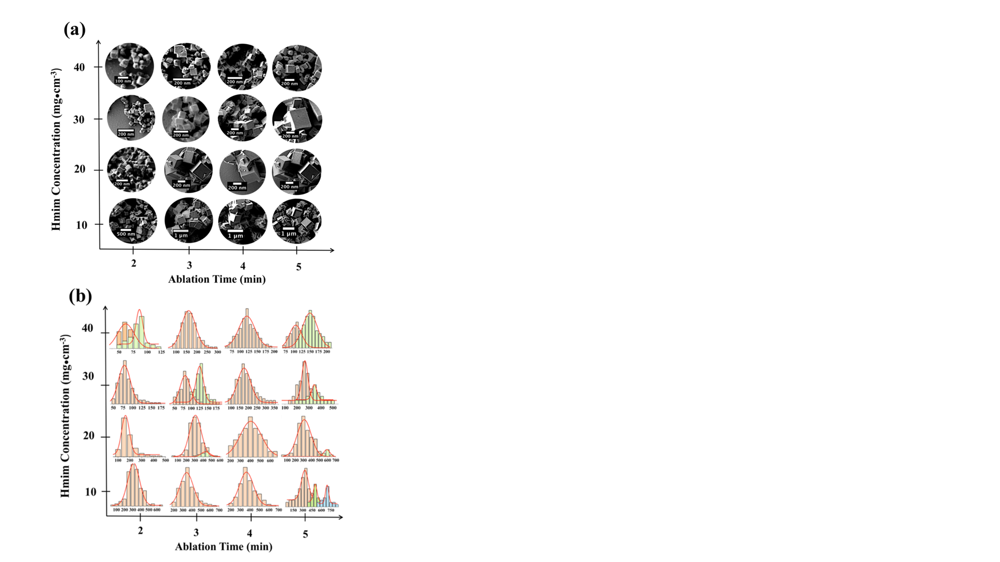 (a)
Hmim Concentration (mg•cm-3)
40
100 nm
200 nm
200 nm
200 nm
30
200 nm
200 nm
200 nm
200 nm
20
200 nm
200 nm
200 nm
200 nm
10
500 nm
1 µm
1 µm
1 µm
2 3 4 5
Ablation Time (min)
(b)
Hmim Concentration (mg•cm-3)
40
50 75 100 125
100 150 200 250 300
75 100 125 150 175 200
75 100 125 150 175 200
30
50 75 100 125 150 175
50 75 100 125 150 175
100 150 200 250 300 350
100 200 300 400 500
20
100 200 300 400 500
100 200 300 400 500 600
200 300 400 500 600
100 200 300 400 500 600 700
10
100 200 300 400 500 600
200 300 400 500 600 700
200 300 400 500 600 700
150 300 450 600 750
2 3 4 5
Ablation Time (min)